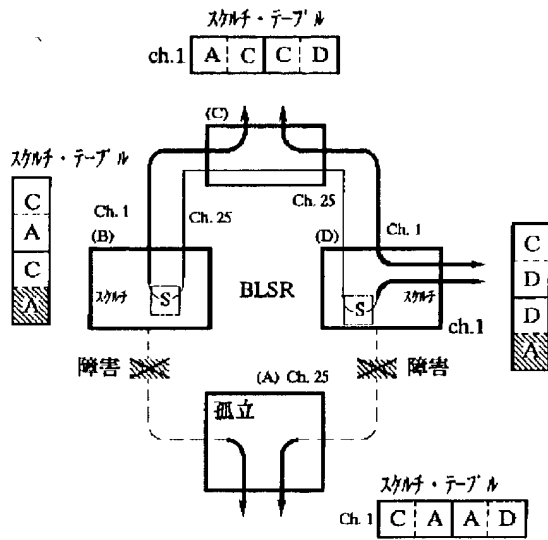 スケルチ・テーブル
ch.1 A C C D
(C)
スケルチ・テーブル
C
A
C
A
Ch. 1
Ch. 25
Ch. 25
Ch. 1
(B)
(D)
スケルチ
S
BLSR
S
スケルチ
ch.1
C
D
D
A
障害
(A) Ch. 25
障害
孤立
スケルチ・テーブル
Ch. 1 C A A D